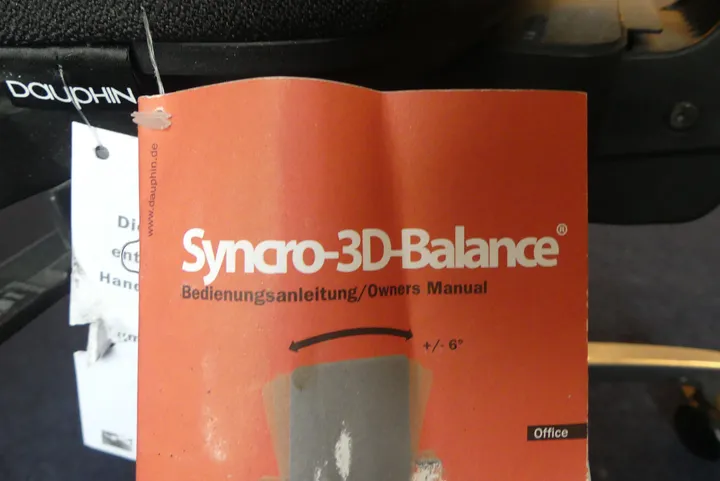 DAUPHIN
www.dauphin.de
Syncro-3D-Balance®
Bedienungsanleitung/Owners Manual
+/- 6°
Office